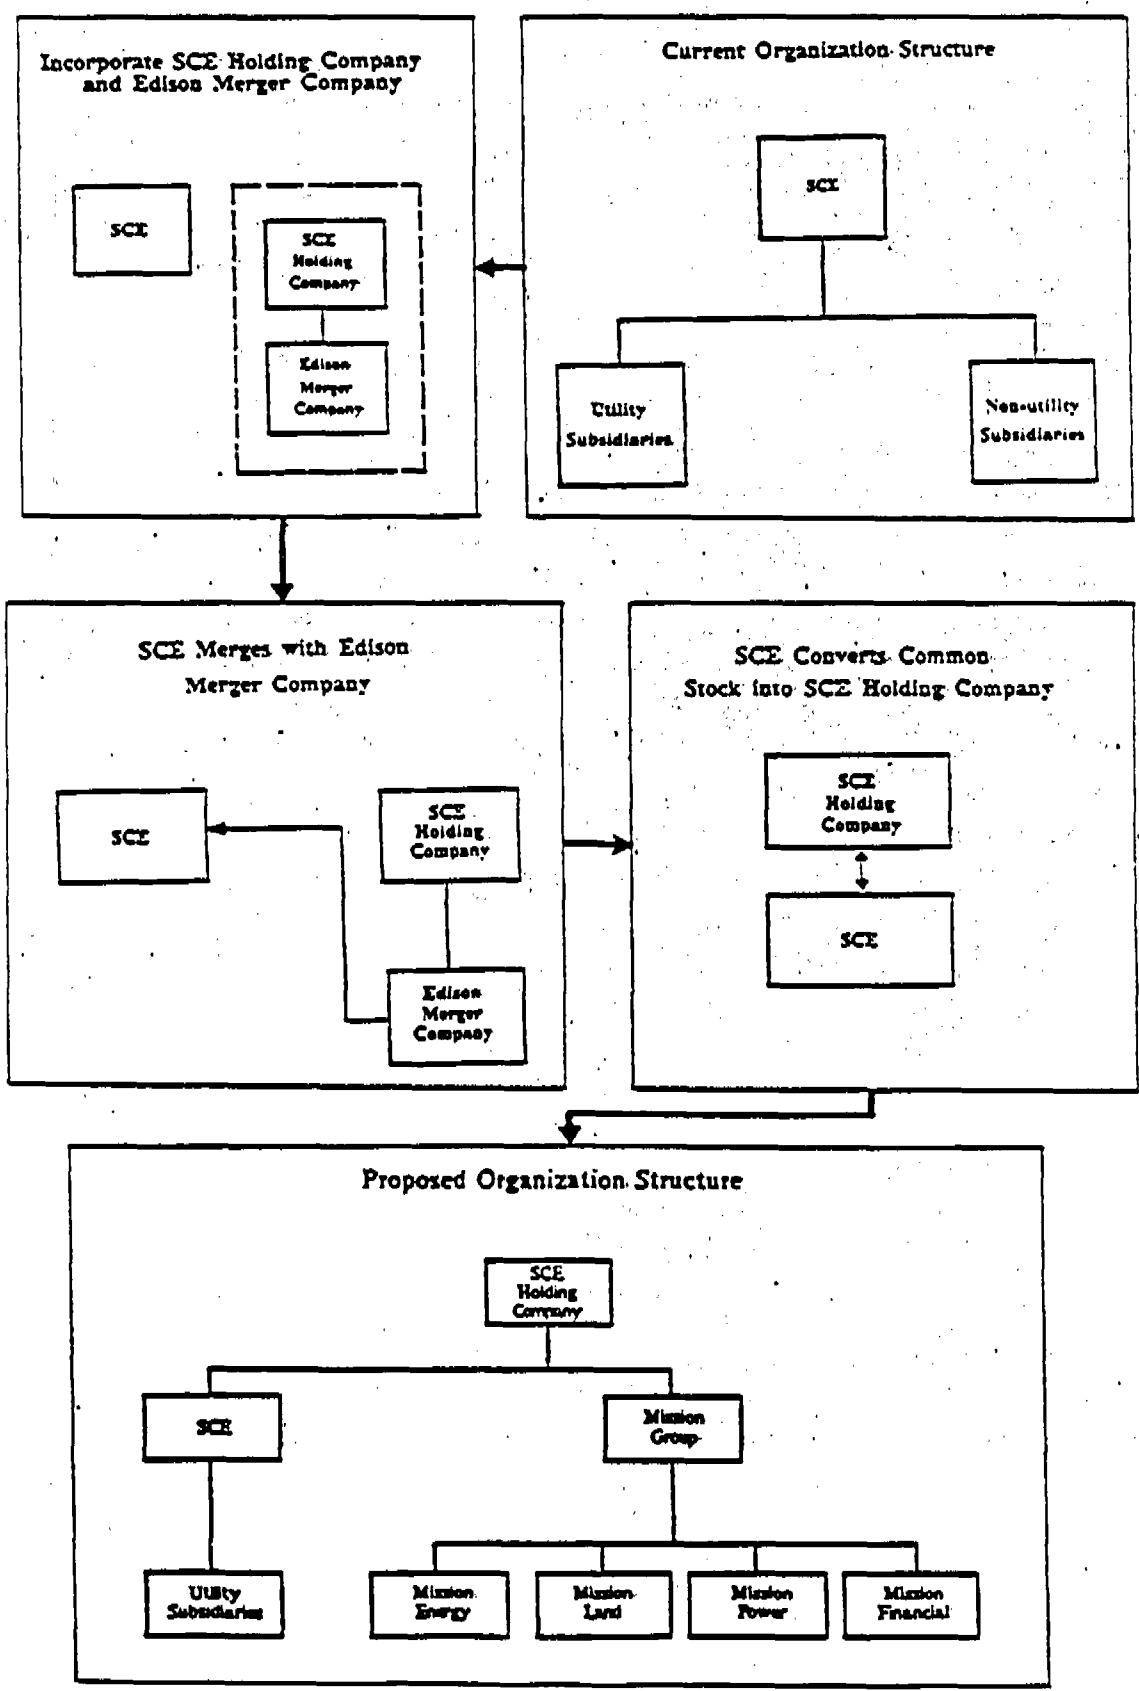 Incorporate SCE Holding Company
and Edison Merger Company
SCE
SCE
Holding
Company
Edison
Merger
Company
Current Organization Structure
SCE
Utility
Subsidiaries
Non-utility
Subsidiaries
SCE Merges with Edison
Merger Company
SCE
SCE
Holding
Company
Edison
Merger
Company
SCE Converts Common
Stock into SCE Holding Company
SCE
Holding
Company
SCE
Proposed Organization Structure
SCE
Holding
Company
SCE
Mission
Group
Utility
Subsidiaries
Mission
Energy
Mission
Land
Mission
Power
Mission
Financial